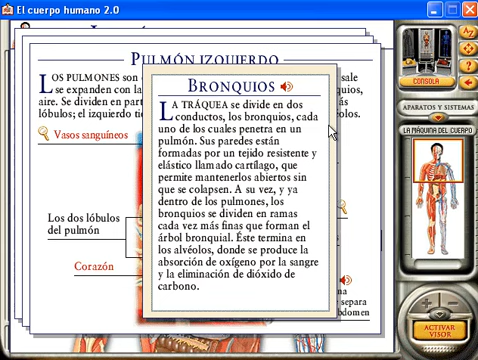 El cuerpo humano 2.0
PULMÓN IZQUIERDO
LOS PULMONES son
sale
se expanden con la
quios,
aire. Se dividen en part
ás
lóbulos; el izquierdo tie
olos.
Vasos sanguíneos
Los dos lóbulos
del pulmón
Corazón
BRONQUIOS
LA TRÁQUEA se divide en dos
conductos, los bronquios, cada
uno de los cuales penetra en un
pulmón. Sus paredes están
formadas por un tejido resistente y
elástico llamado cartílago, que
permite mantenerlos abiertos sin
que se colapsen. A su vez, y ya
dentro de los pulmones, los
bronquios se dividen en ramas
cada vez más finas que forman el
árbol bronquial. Éste termina en
los alvéolos, donde se produce la
absorción de oxígeno por la sangre
y la eliminación de dióxido de
carbono.
na
separa
bdomen
CONSOLA
APARATOS Y SISTEMAS
LA MÁQUINA DEL CUERPO
ACTIVAR
VISOR